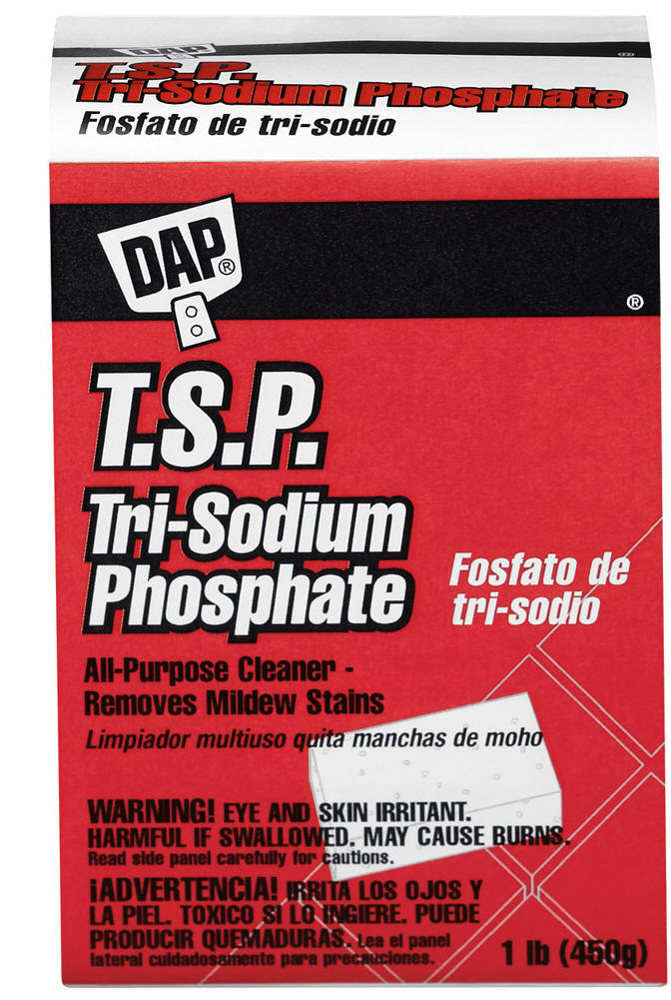 DAP
T.S.P.
Tri-Sodium Phosphate
Fosfato de tri-sodio
DAP®
®
T.S.P.
Tri-Sodium
Phosphate
Fosfato de
tri-sodio
All-Purpose Cleaner -
Removes Mildew Stains
Limpiador multiuso quita manchas de moho
WARNING! EYE AND SKIN IRRITANT.
HARMFUL IF SWALLOWED. MAY CAUSE BURNS.
Read side panel carefully for cautions.
¡ADVERTENCIA! IRRITA LOS OJOS Y
LA PIEL. TOXICO SI LO INGIERE. PUEDE
PRODUCIR QUEMADURAS. Lea el panel
lateral cuidadosamente para precauciones.
1 lb (450g)